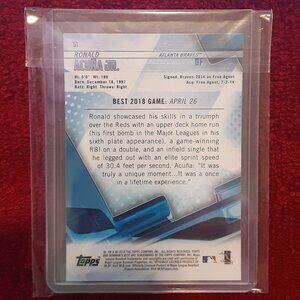 51
RONALD
ACUÑA JR.
ATLANTA BRAVES™
OF
Ht: 6'0" Wt: 180
Born: December 18, 1997
Bats: Right Throws: Right
Signed: Braves-2014 as Free Agent
Acq: Free Agent, 7-2-14
BEST 2018 GAME: APRIL 26
Ronald showcased his skills in a triumph
over the Reds with an upper deck home run
(his first bomb in the Major Leagues in his
sixth plate appearance), a game-winning
RBI on a double, and an infield single that
he legged out with an elite sprint speed
of 30.4 feet per second. Acuña: "It was
truly a unique moment...It was a once
in a lifetime experience."
Topps